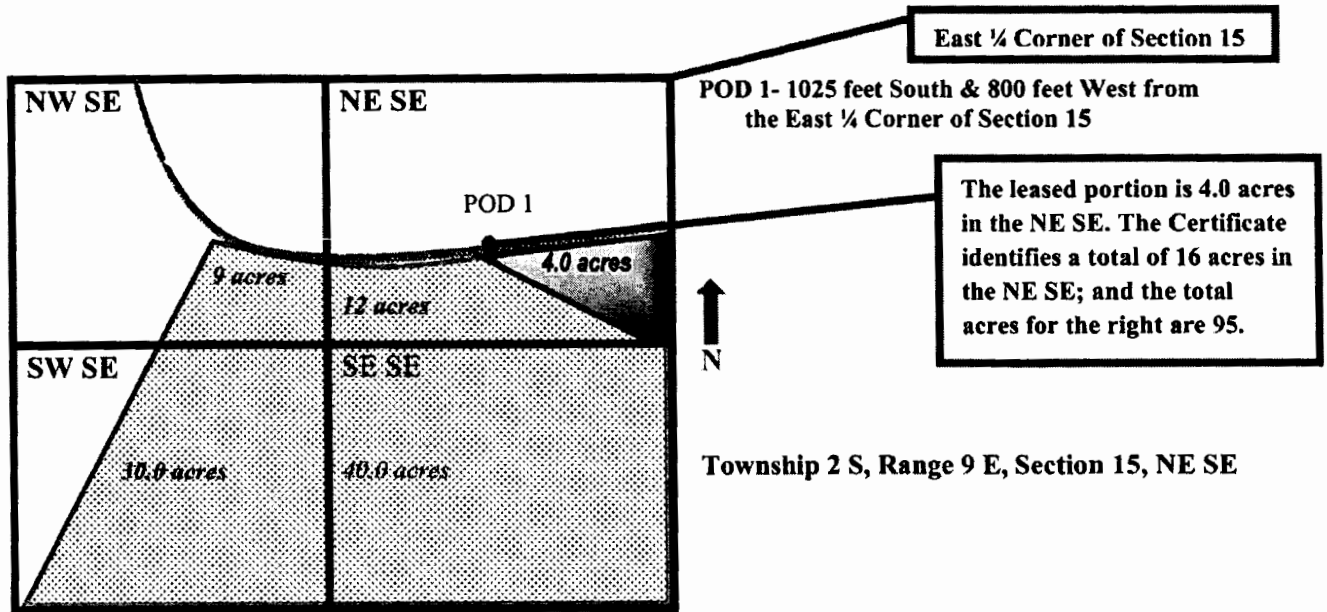 East ¼ Corner of Section 15
NW SE
NE SE
POD 1- 1025 feet South & 800 feet West from
the East ¼ Corner of Section 15
POD 1
The leased portion is 4.0 acres
in the NE SE. The Certificate
identifies a total of 16 acres in
the NE SE; and the total
acres for the right are 95.
4.0 acres
9 acres
12 acres
N
SW SE
SE SE
30.0 acres
40.0 acres
Township 2 S, Range 9 E, Section 15, NE SE